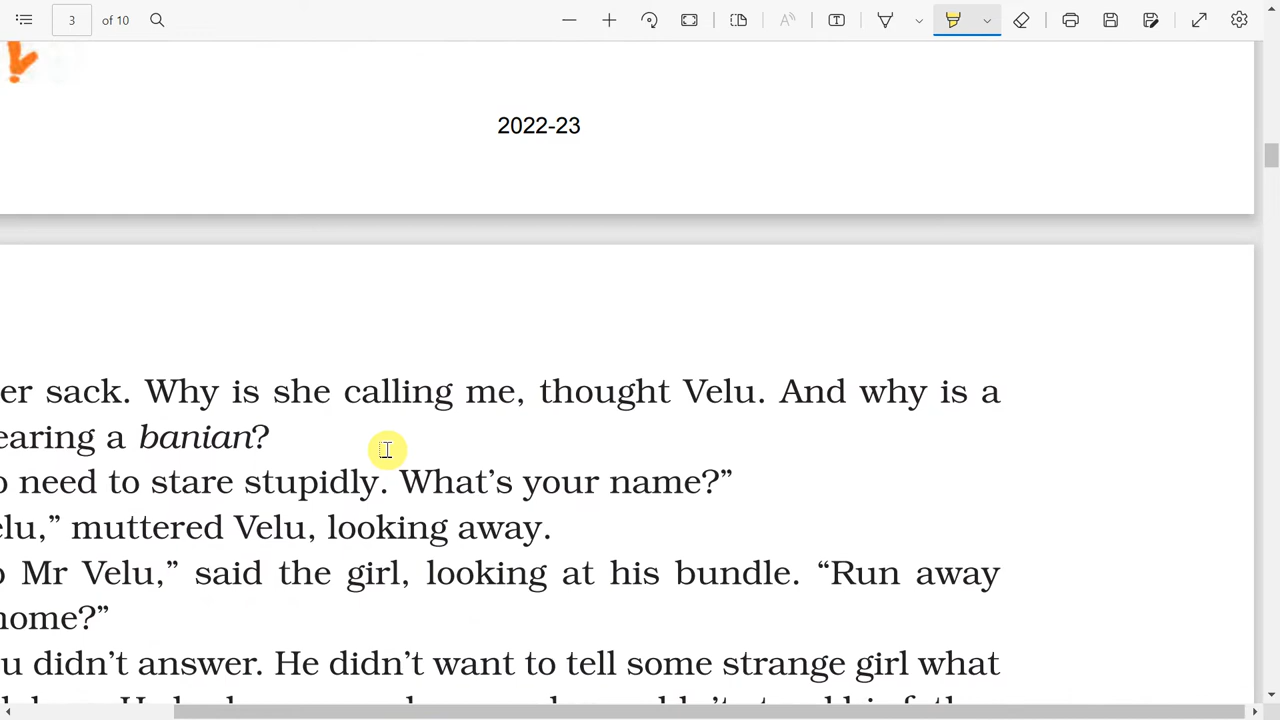 3 of 10
2022-23
er sack. Why is she calling me, thought Velu. And why is a
earing a banian?
o need to stare stupidly. What's your name?”
elu,” muttered Velu, looking away.
o Mr Velu,” said the girl, looking at his bundle. “Run away
home?”
u didn't answer. He didn't want to tell some strange girl what